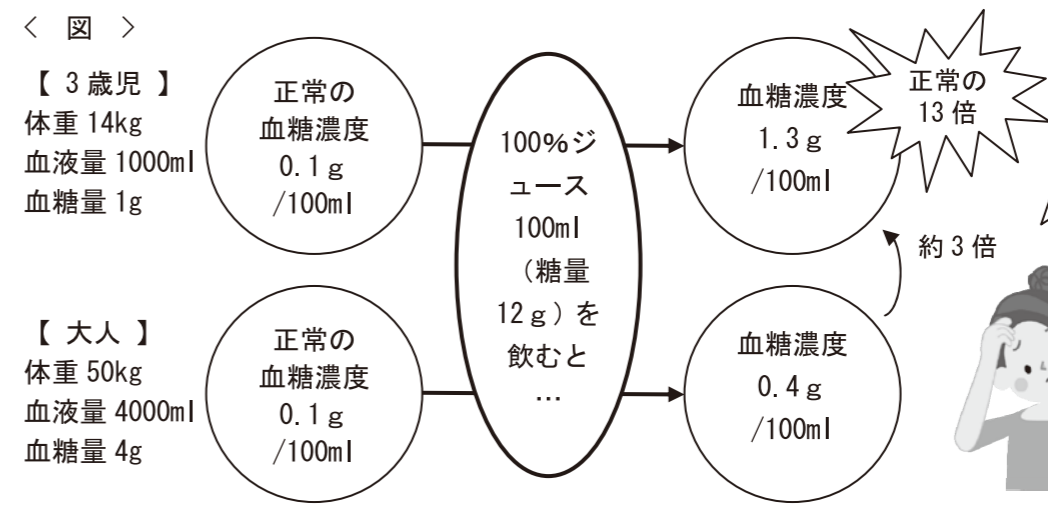 〈 図 〉
【 3歳児 】
体重 14kg
血液量 1000ml
血糖量 1g
正常の
血糖濃度
0.1g
/100ml
100%ジ
ュース
100ml
(糖量
12g)を
飲むと
…
血糖濃度
1.3g
/100ml
正常の
13倍
約3倍
【 大人 】
体重 50kg
血液量 4000ml
血糖量 4g
正常の
血糖濃度
0.1g
/100ml
血糖濃度
0.4g
/100ml